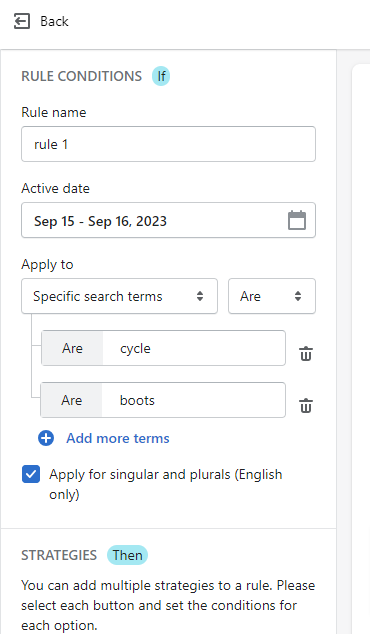 Back
RULE CONDITIONS If
Rule name
rule 1
Active date
Sep 15 - Sep 16, 2023
Apply to
Specific search terms Are
Are cycle
Are boots
Add more terms
Apply for singular and plurals (English
only)
STRATEGIES Then
You can add multiple strategies to a rule. Please
select each button and set the conditions for
each option.